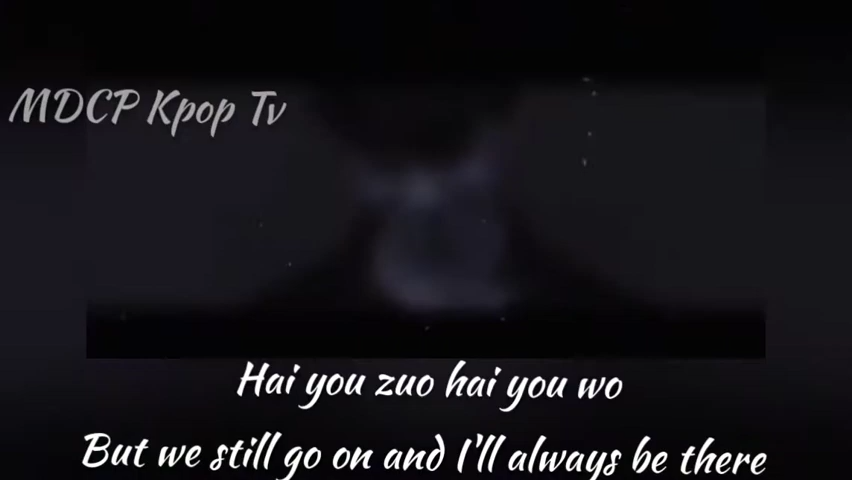 MDCP Kpop Tv
Hai you zuo hai you wo
But we still go on and I'll always be there